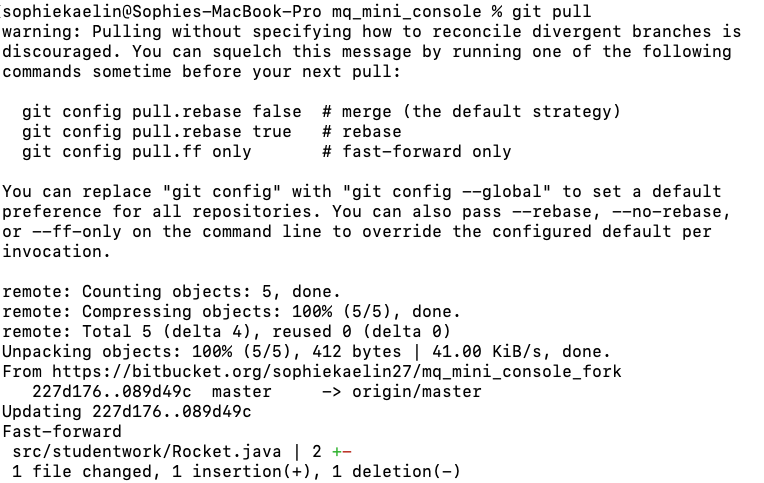 sophiekaelin@Sophies-MacBook-Pro mq_mini_console % git pull
warning: Pulling without specifying how to reconcile divergent branches is
discouraged. You can squelch this message by running one of the following
commands sometime before your next pull:

  git config pull.rebase false  # merge (the default strategy)
  git config pull.rebase true   # rebase
  git config pull.ff only       # fast-forward only

You can replace "git config" with "git config --global" to set a default
preference for all repositories. You can also pass --rebase, --no-rebase,
or --ff-only on the command line to override the configured default per
invocation.

remote: Counting objects: 5, done.
remote: Compressing objects: 100% (5/5), done.
remote: Total 5 (delta 4), reused 0 (delta 0)
Unpacking objects: 100% (5/5), 412 bytes | 41.00 KiB/s, done.
From https://bitbucket.org/sophiekaelin27/mq_mini_console_fork
   227d176..089d49c  master     -> origin/master
Updating 227d176..089d49c
Fast-forward
 src/studentwork/Rocket.java | 2 +-
 1 file changed, 1 insertion(+), 1 deletion(-)